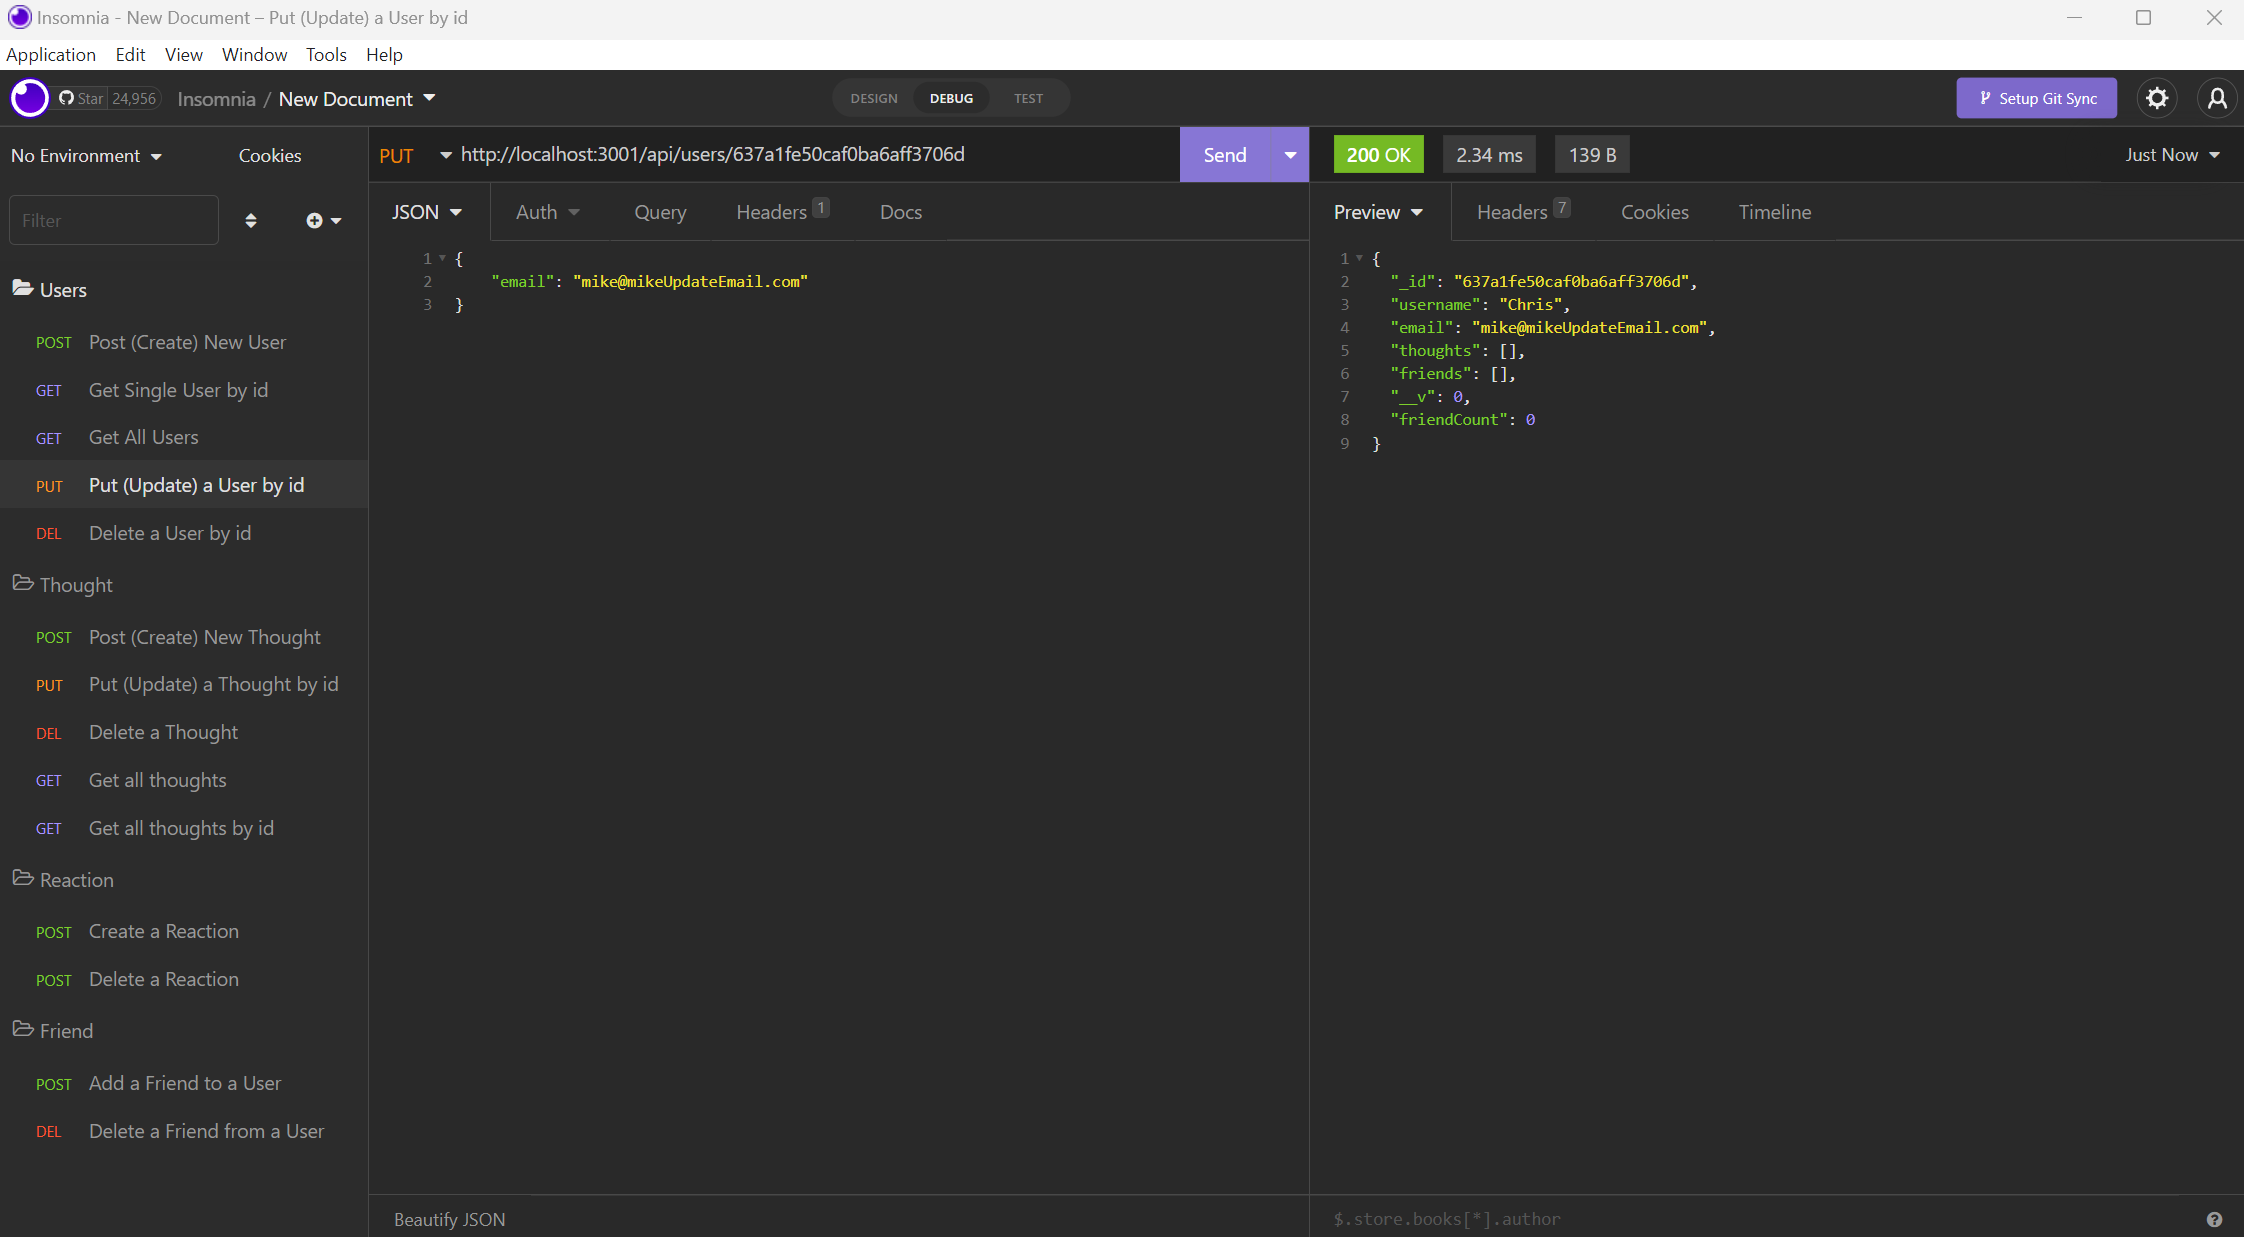 Insomnia - New Document – Put (Update) a User by id
Application Edit View Window Tools Help
Star 24,956 Insomnia / New Document
DESIGN DEBUG TEST
Setup Git Sync
No Environment Cookies
Filter
Users
POST Post (Create) New User
GET Get Single User by id
GET Get All Users
PUT Put (Update) a User by id
DEL Delete a User by id
Thought
POST Post (Create) New Thought
PUT Put (Update) a Thought by id
DEL Delete a Thought
GET Get all thoughts
GET Get all thoughts by id
Reaction
POST Create a Reaction
POST Delete a Reaction
Friend
POST Add a Friend to a User
DEL Delete a Friend from a User
PUT http://localhost:3001/api/users/637a1fe50caf0ba6aff3706d Send
JSON Auth Query Headers 1 Docs
1 {
2 "email": "mike@mikeUpdateEmail.com"
3 }
Beautify JSON
200 OK 2.34 ms 139 B Just Now
Preview Headers 7 Cookies Timeline
1 {
2 "_id": "637a1fe50caf0ba6aff3706d",
3 "username": "Chris",
4 "email": "mike@mikeUpdateEmail.com",
5 "thoughts": [],
6 "friends": [],
7 "__v": 0,
8 "friendCount": 0
9 }
$.store.books[*].author